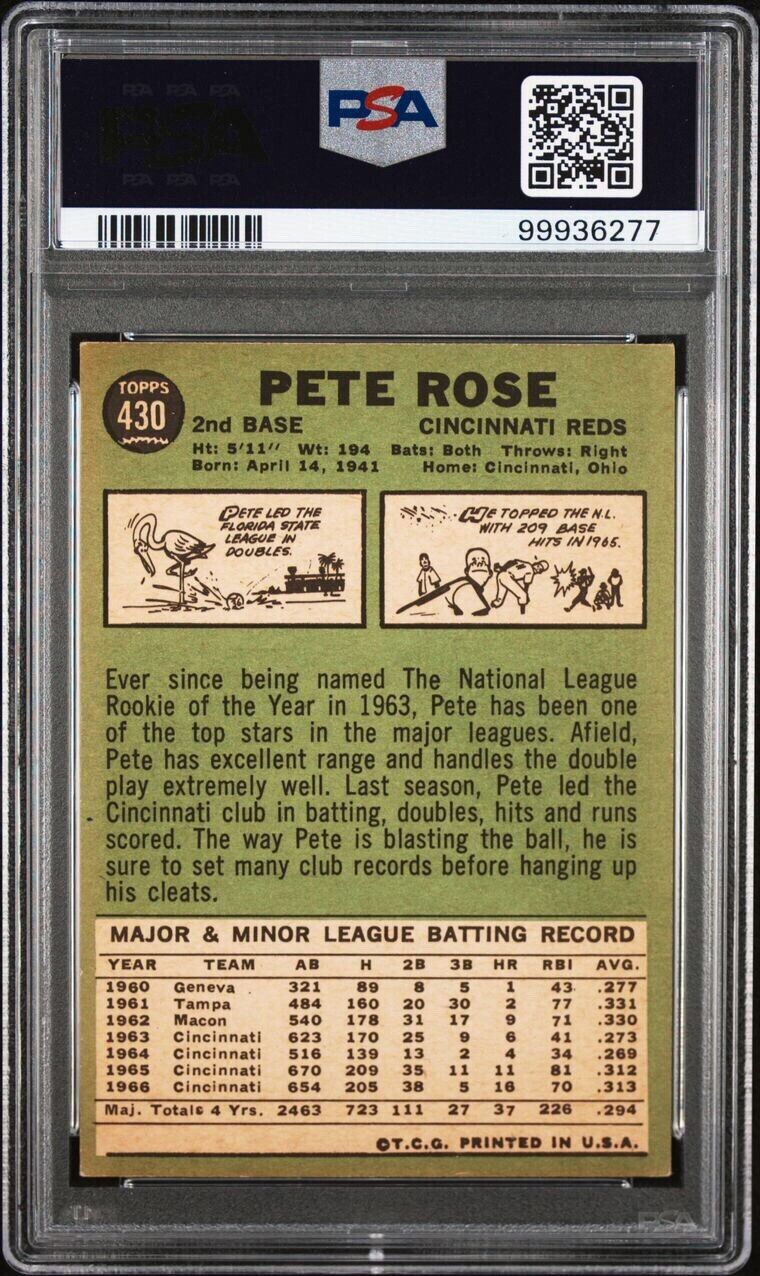 PSA PSA PSA
PSA
PSA PSA PSA
PSA
99936277
TOPPS
430
PETE ROSE
2nd BASE CINCINNATI REDS
Ht: 5'11" Wt: 194 Bats: Both Throws: Right
Born: April 14, 1941 Home: Cincinnati, Ohio
PETE LED THE
FLORIDA STATE
LEAGUE IN
DOUBLES.
HE TOPPED THE N.L.
WITH 209 BASE
HITS IN 1965.
Ever since being named The National League
Rookie of the Year in 1963, Pete has been one
of the top stars in the major leagues. Afield,
Pete has excellent range and handles the double
play extremely well. Last season, Pete led the
Cincinnati club in batting, doubles, hits and runs
scored. The way Pete is blasting the ball, he is
sure to set many club records before hanging up
his cleats.
MAJOR & MINOR LEAGUE BATTING RECORD
YEAR TEAM AB H 2B 3B HR RBI AVG.
1960 Geneva 321 89 8 5 1 43 .277
1961 Tampa 484 160 20 30 2 77 .331
1962 Macon 540 178 31 17 9 71 .330
1963 Cincinnati 623 170 25 9 6 41 .273
1964 Cincinnati 516 139 13 2 4 34 .269
1965 Cincinnati 670 209 35 11 11 81 .312
1966 Cincinnati 654 205 38 5 16 70 .313
Maj. Totals 4 Yrs. 2463 723 111 27 37 226 .294
©T.C.G. PRINTED IN U.S.A.
PSA